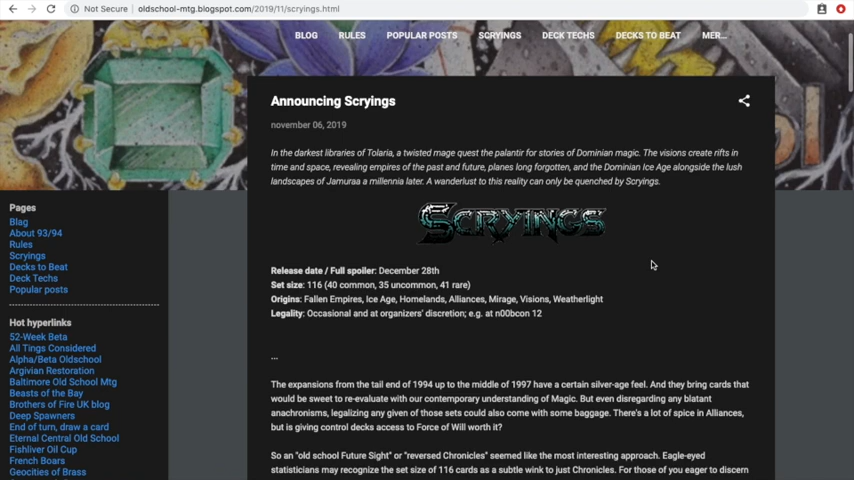 Not Secure | oldschool-mtg.blogspot.com/2019/11/scryings.html
BLOG RULES POPULAR POSTS SCRYINGS DECK TECHS DECKS TO BEAT MER...
Announcing Scryings
november 06, 2019
In the darkest libraries of Tolaria, a twisted mage quest the palantir for stories of Dominian magic. The visions create rifts in
time and space, revealing empires of the past and future, planes long forgotten, and the Dominian Ice Age alongside the lush
landscapes of Jamuraa a millennia later. A wanderlust to this reality can only be quenched by Scryings.
SCRYINGS
Release date / Full spoiler: December 28th
Set size: 116 (40 common, 35 uncommon, 41 rare)
Origins: Fallen Empires, Ice Age, Homelands, Alliances, Mirage, Visions, Weatherlight
Legality: Occasional and at organizers' discretion; e.g. at n00bcon 12
...
The expansions from the tail end of 1994 up to the middle of 1997 have a certain silver-age feel. And they bring cards that
would be sweet to re-evaluate with our contemporary understanding of Magic. But even disregarding any blatant
anachronisms, legalizing any given of those sets could also come with some baggage. There's a lot of spice in Alliances,
but is giving control decks access to Force of Will worth it?
So an "old school Future Sight" or "reversed Chronicles" seemed like the most interesting approach. Eagle-eyed
statisticians may recognize the set size of 116 cards as a subtle wink to just Chronicles. For those of you eager to discern
Pages
Blag
About 93/94
Rules
Scryings
Decks to Beat
Deck Techs
Popular posts
Hot hyperlinks
52-Week Beta
All Tings Considered
Alpha/Beta Oldschool
Argivian Restoration
Baltimore Old School Mtg
Beasts of the Bay
Brothers of Fire UK blog
Deep Spawners
End of turn, draw a card
Eternal Central Old School
Fishliver Oil Cup
French Boars
Geocities of Brass